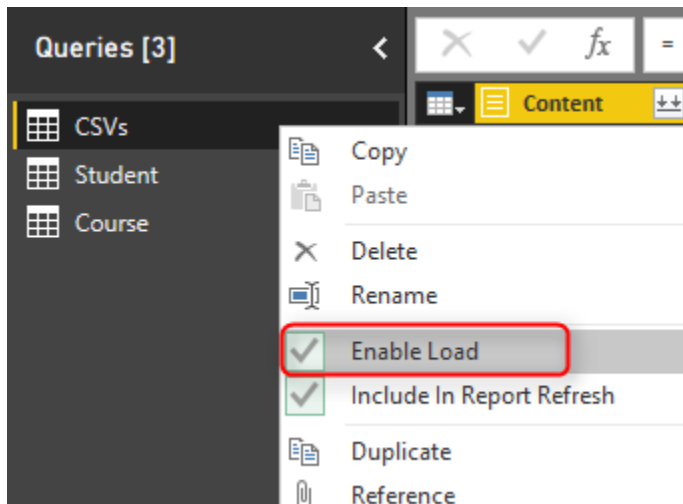 Queries [3]
fx =
Content
CSVs
Student
Course
Copy
Paste
Delete
Rename
Enable Load
Include In Report Refresh
Duplicate
Reference